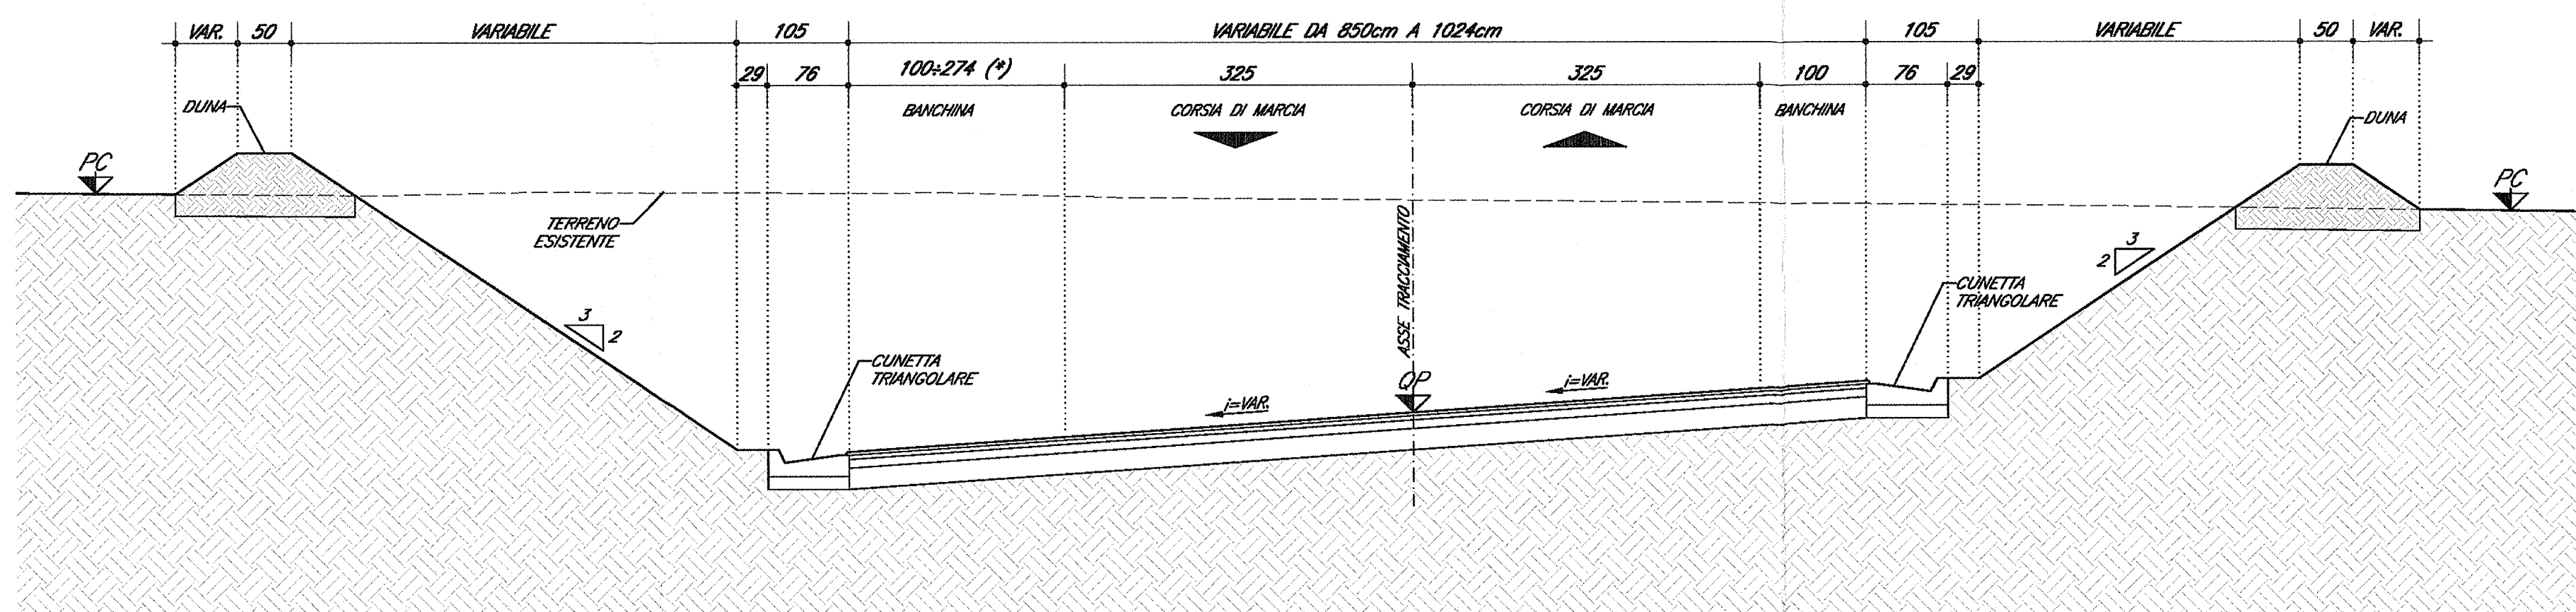 VAR. 50 VARIABILE 105 VARIABILE DA 850cm A 1024cm 105 VARIABILE 50 VAR.
29 76 100÷274 (*) 325 325 100 76 29
DUNA BANCHINA CORSIA DI MARCIA CORSIA DI MARCIA BANCHINA DUNA
PC
PC
TERRENO
ESISTENTE
ASSE TRACCIAMENTO
3
2
3
2
CUNETTA
TRIANGOLARE
CUNETTA
TRIANGOLARE
QP
i=VAR.
i=VAR.